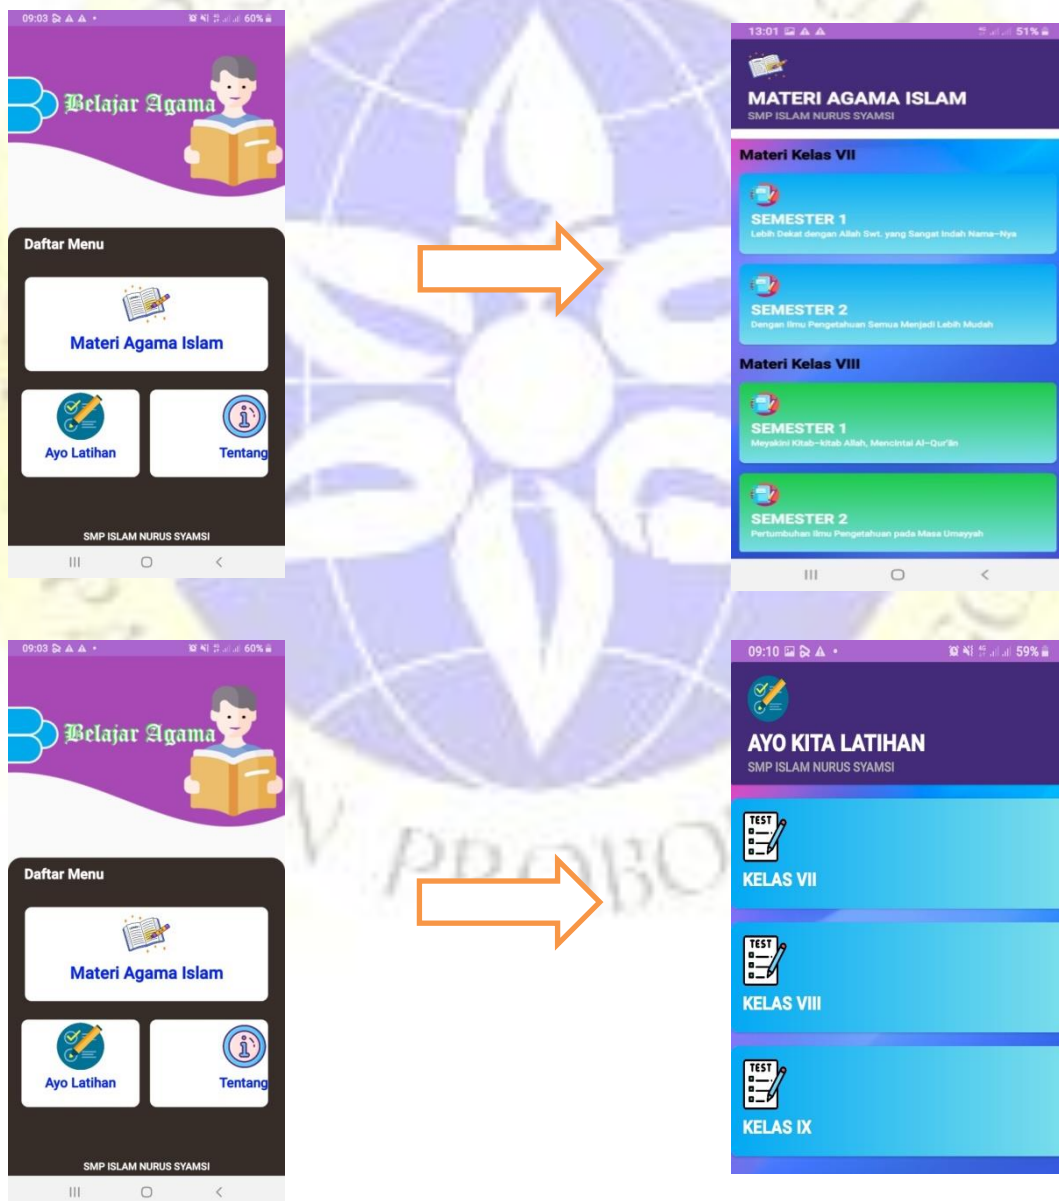 09:03
60%
Belajar Agama
Daftar Menu
Materi Agama Islam
Ayo Latihan
Tentang
SMP ISLAM NURUS SYAMSI
13:01
51%
MATERI AGAMA ISLAM
SMP ISLAM NURUS SYAMSI
Materi Kelas VII
SEMESTER 1
Lebih Dekat dengan Allah Swt. yang Sangat Indah Nama-Nya
SEMESTER 2
Dengan Ilmu Pengetahuan Semua Menjadi Lebih Mudah
Materi Kelas VIII
SEMESTER 1
Meyakini Kitab-kitab Allah, Mencintai Al-Qur'
SEMESTER 2
Pertumbuhan Ilmu Pengetahuan pada Masa Umayyah
09:03
60%
Belajar Agama
Daftar Menu
Materi Agama Islam
Ayo Latihan
Tentang
SMP ISLAM NURUS SYAMSI
09:10
59%
AYO KITA LATIHAN
SMP ISLAM NURUS SYAMSI
TEST
KELAS VII
TEST
KELAS VIII
TEST
KELAS IX